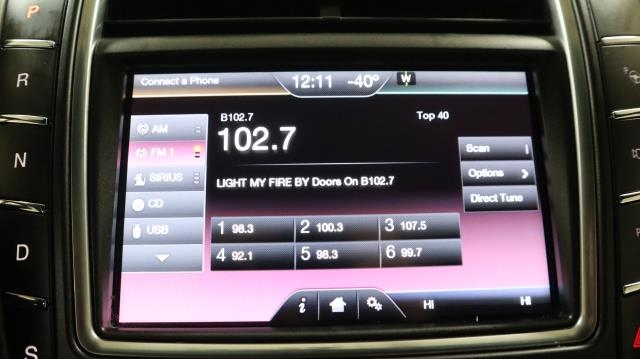 P
R
N
D
S
Connect a Phone 12:11 -40° W
B102.7 Top 40
102.7
AM
FM 1
SIRIUS
CD
USB
Scan
Options
Direct Tune
LIGHT MY FIRE BY Doors On B102.7
1 98.3 2 100.3 3 107.5
4 92.1 5 98.3 6 99.7
i HI HI